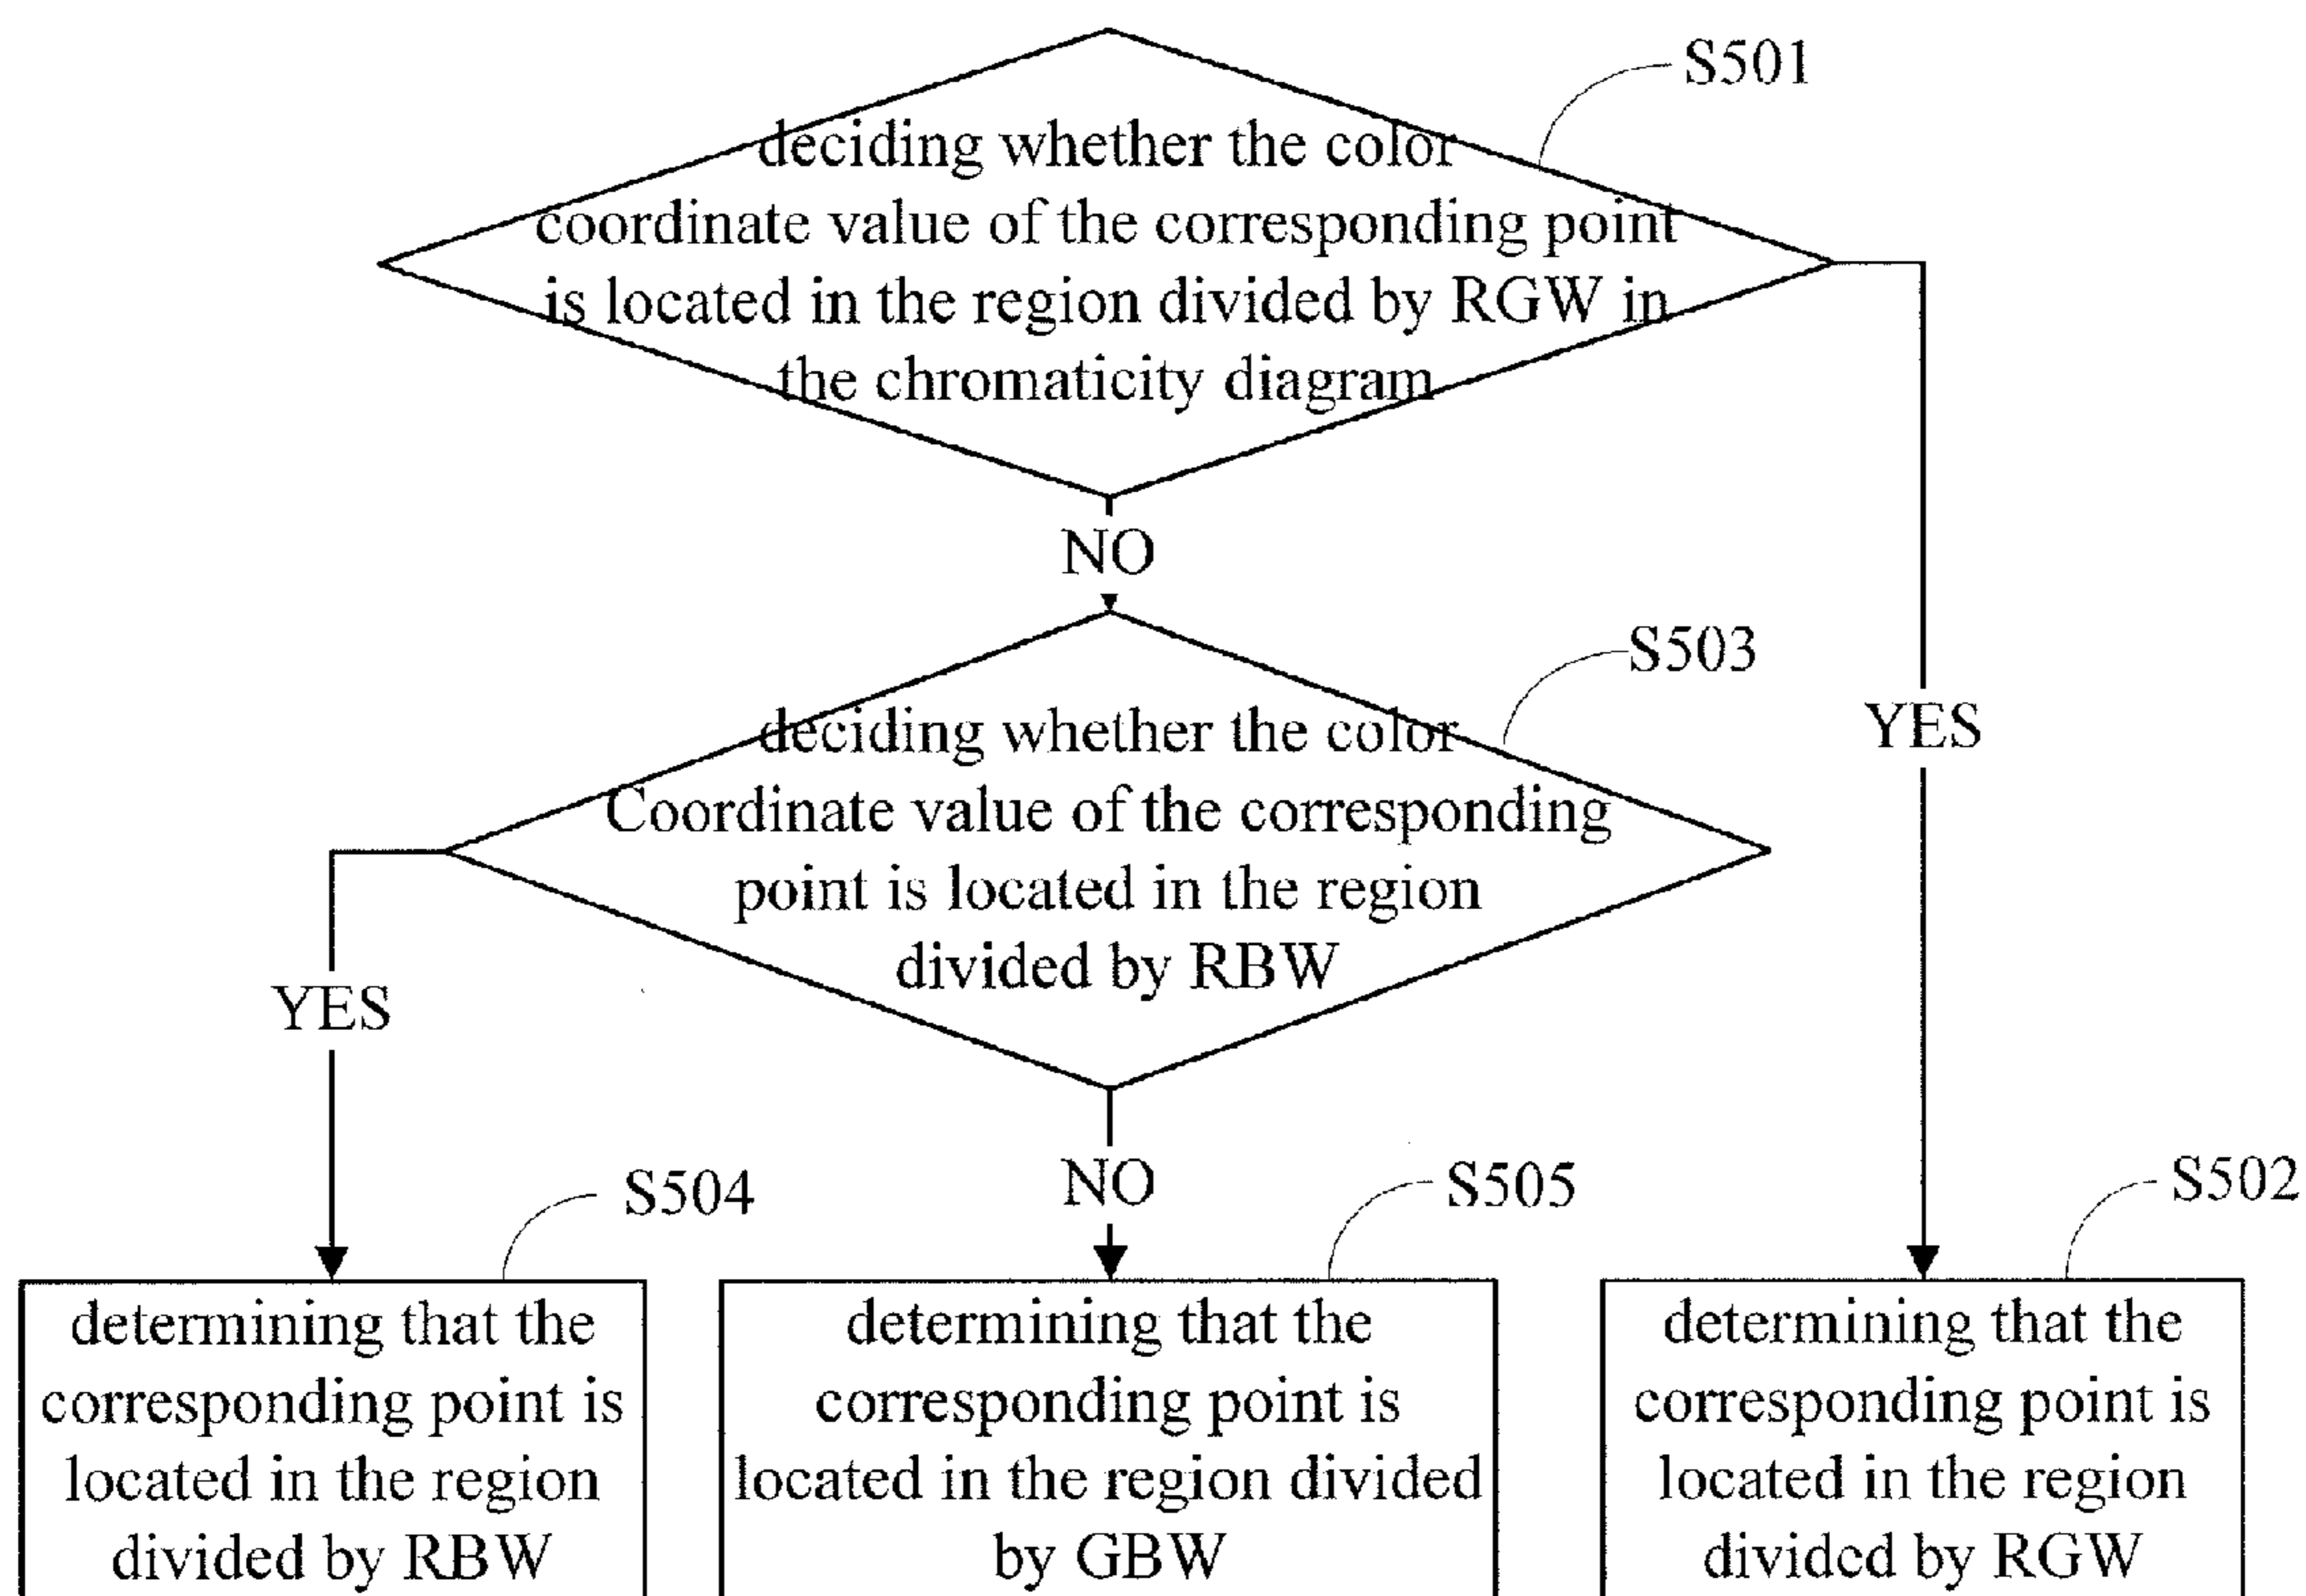 S501
deciding whether the color
coordinate value of the corresponding point
is located in the region divided by RGW in
the chromaticity diagram
NO
S503
YES
deciding whether the color
Coordinate value of the corresponding
point is located in the region
divided by RBW
YES
NO
S504
S505
S502
determining that the
corresponding point is
located in the region
divided by RBW
determining that the
corresponding point is
located in the region divided
by GBW
determining that the
corresponding point is
located in the region
divided by RGW